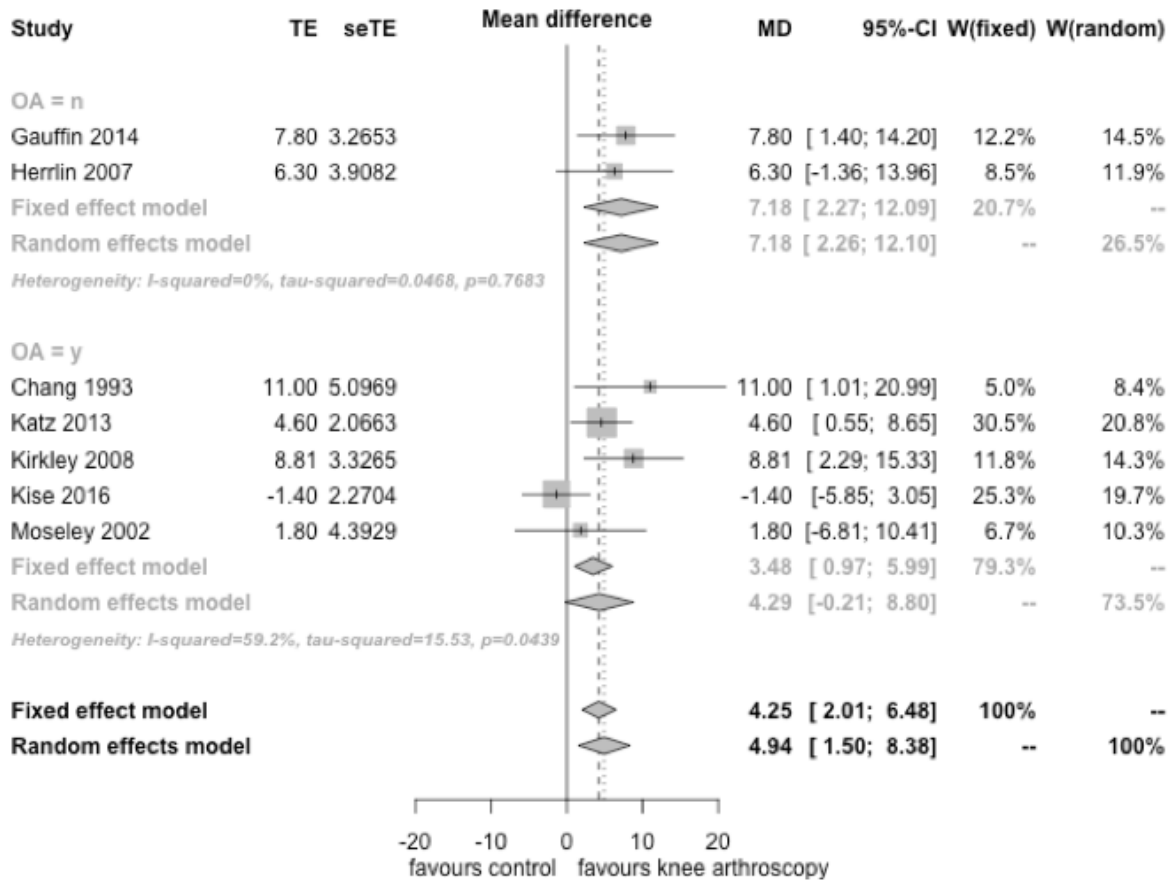 Study TE seTE Mean difference MD 95%-CI W(fixed) W(random)
OA = n
Gauffin 2014 7.80 3.2653 7.80 [ 1.40; 14.20] 12.2% 14.5%
Herrlin 2007 6.30 3.9082 6.30 [-1.36; 13.96] 8.5% 11.9%
Fixed effect model 7.18 [ 2.27; 12.09] 20.7% --
Random effects model 7.18 [ 2.26; 12.10] -- 26.5%
Heterogeneity: I-squared=0%, tau-squared=0.0468, p=0.7683
OA = y
Chang 1993 11.00 5.0969 11.00 [ 1.01; 20.99] 5.0% 8.4%
Katz 2013 4.60 2.0663 4.60 [ 0.55; 8.65] 30.5% 20.8%
Kirkley 2008 8.81 3.3265 8.81 [ 2.29; 15.33] 11.8% 14.3%
Kise 2016 -1.40 2.2704 -1.40 [-5.85; 3.05] 25.3% 19.7%
Moseley 2002 1.80 4.3929 1.80 [-6.81; 10.41] 6.7% 10.3%
Fixed effect model 3.48 [ 0.97; 5.99] 79.3% --
Random effects model 4.29 [-0.21; 8.80] -- 73.5%
Heterogeneity: I-squared=59.2%, tau-squared=15.53, p=0.0439
Fixed effect model 4.25 [ 2.01; 6.48] 100% --
Random effects model 4.94 [ 1.50; 8.38] -- 100%
-20 -10 0 10 20
favours control favours knee arthroscopy